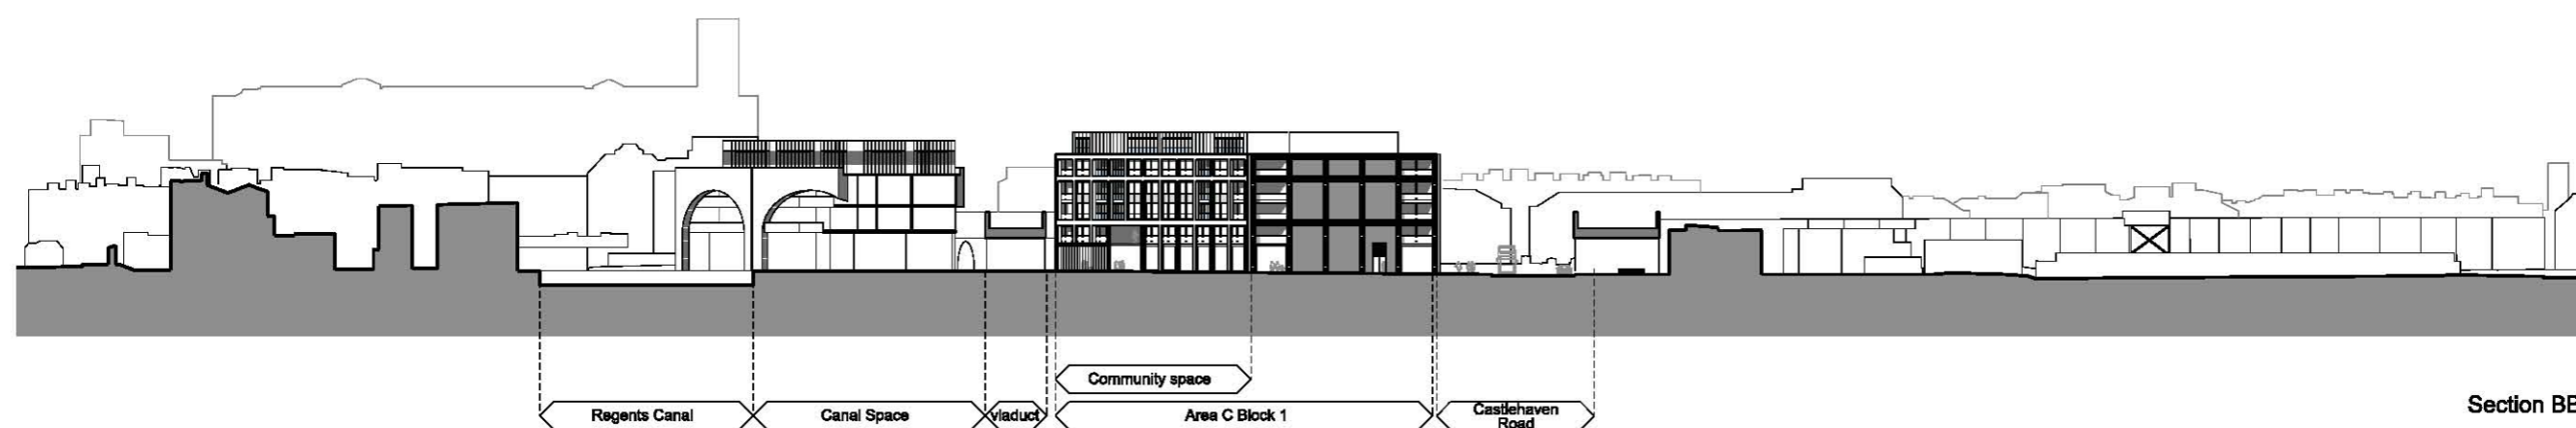 Community space
Regents Canal
Canal Space
viaduct
Area C Block 1
Castlehaven
Road
Section BB